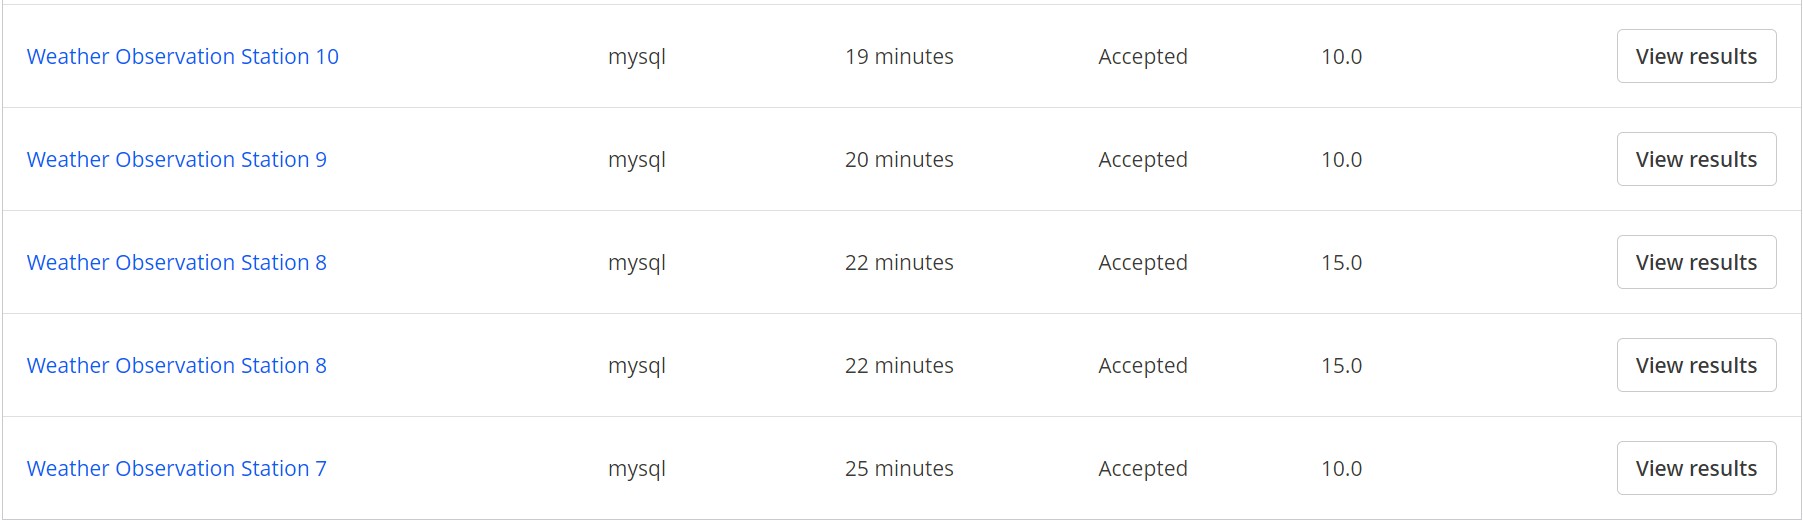 Weather Observation Station 10 mysql 19 minutes Accepted 10.0 View results
Weather Observation Station 9 mysql 20 minutes Accepted 10.0 View results
Weather Observation Station 8 mysql 22 minutes Accepted 15.0 View results
Weather Observation Station 8 mysql 22 minutes Accepted 15.0 View results
Weather Observation Station 7 mysql 25 minutes Accepted 10.0 View results